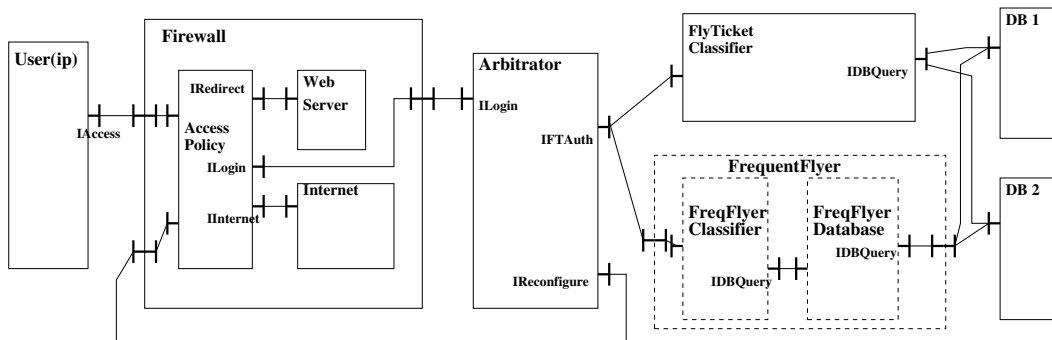 User(ip)
IAccess
Firewall
IRedirect
Access
Policy
ILogin
IInternet
Web
Server
Internet
Arbitrator
ILogin
IFTAuth
IReconfigure
FlyTicket
Classifier
IDBQuery
FrequentFlyer
FreqFlyer
Classifier
IDBQuery
FreqFlyer
Database
IDBQuery
DB 1
DB 2